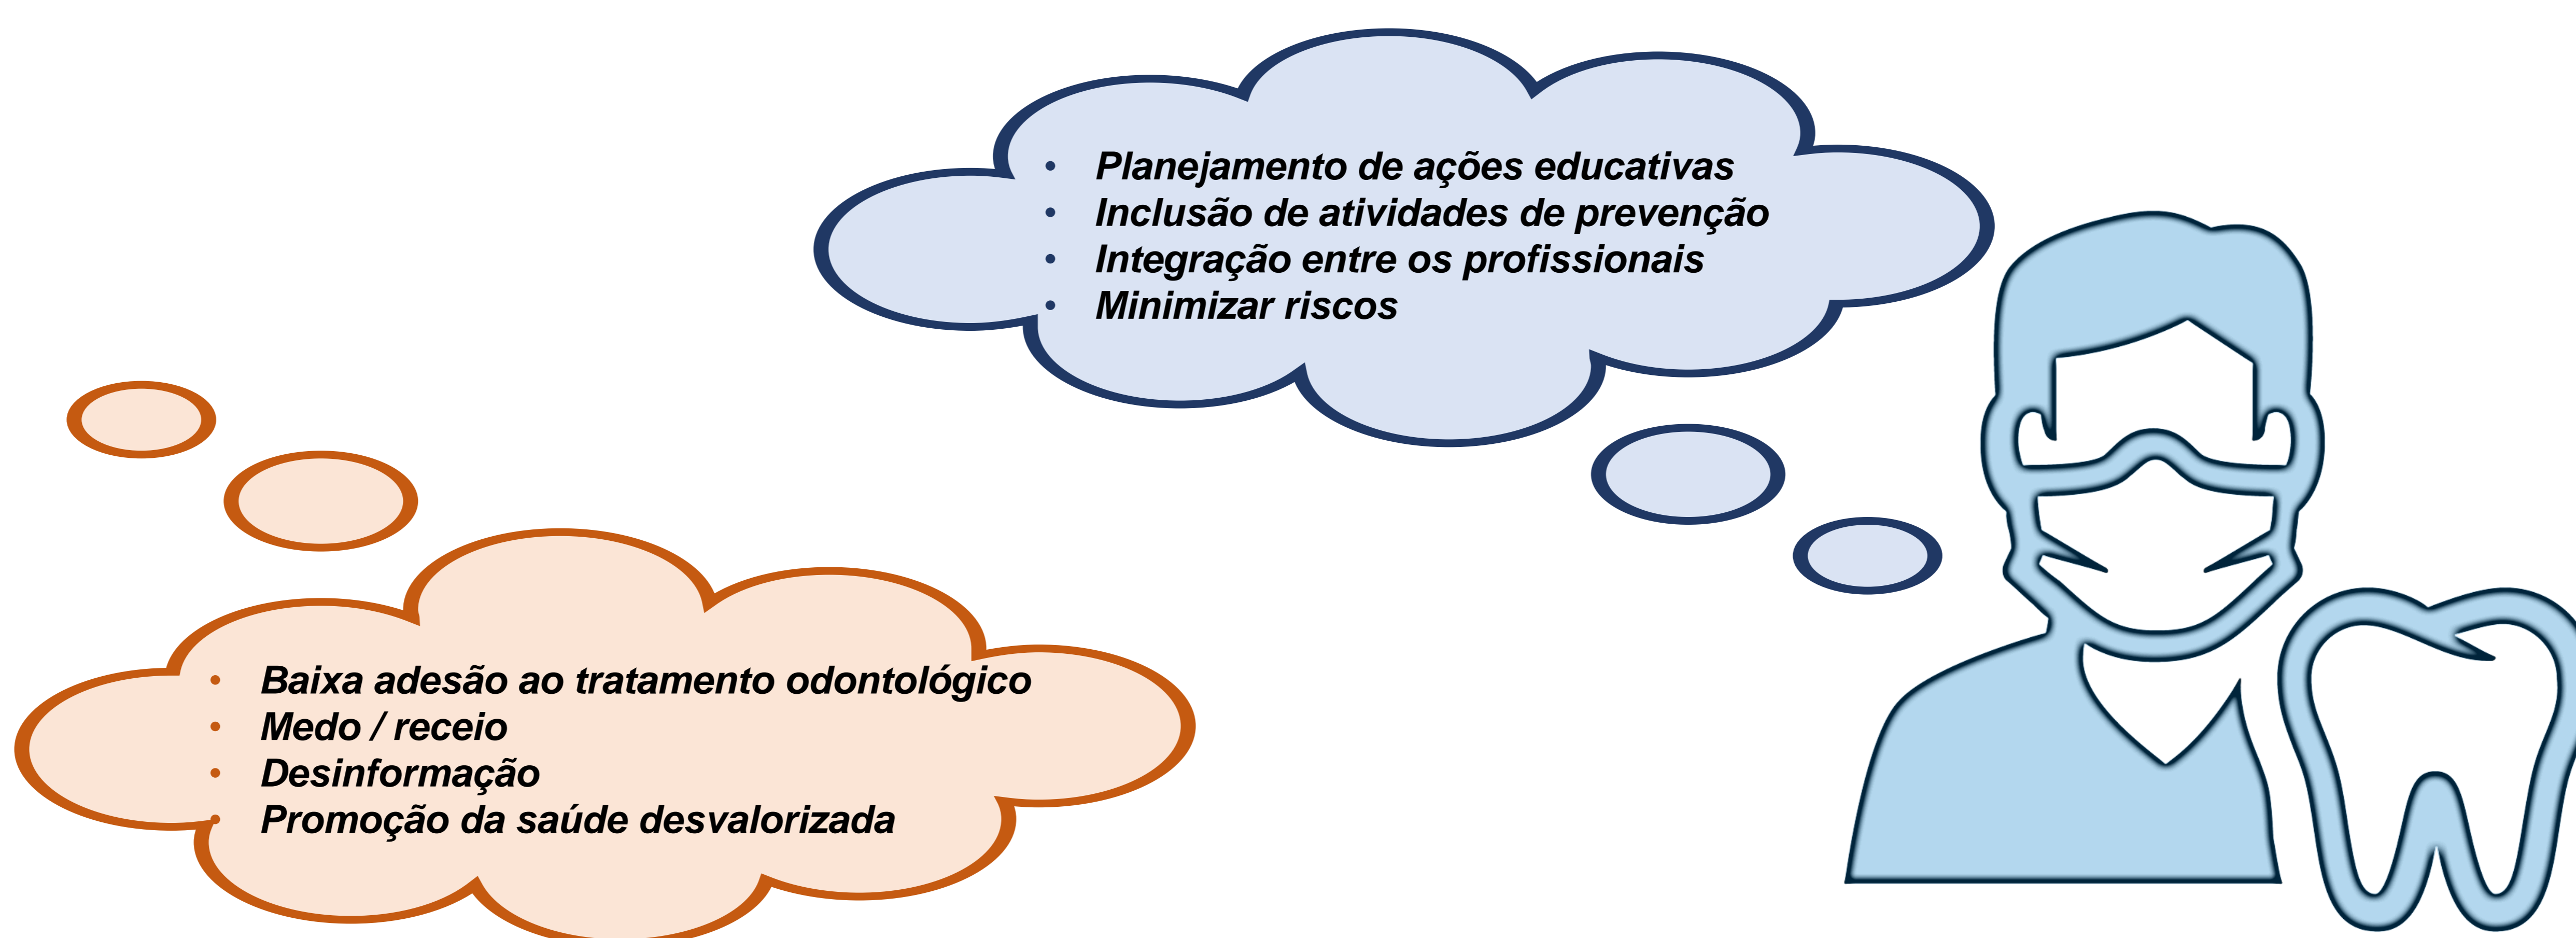 • Planejamento de ações educativas
• Inclusão de atividades de prevenção
• Integração entre os profissionais
• Minimizar riscos
• Baixa adesão ao tratamento odontológico
• Medo / receio
• Desinformação
• Promoção da saúde desvalorizada